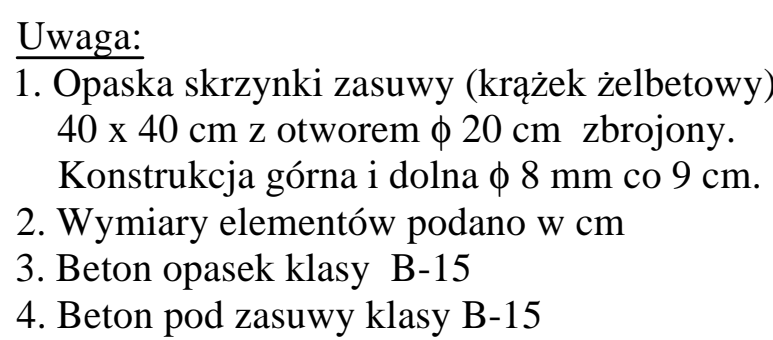 Uwaga:
1. Opaska skrzynki zasuwy (krążek żelbetowy)
40 x 40 cm z otworem ϕ 20 cm zbrojony.
Konstrukcja górna i dolna ϕ 8 mm co 9 cm.
2. Wymiary elementów podano w cm
3. Beton opasek klasy B-15
4. Beton pod zasuwy klasy B-15